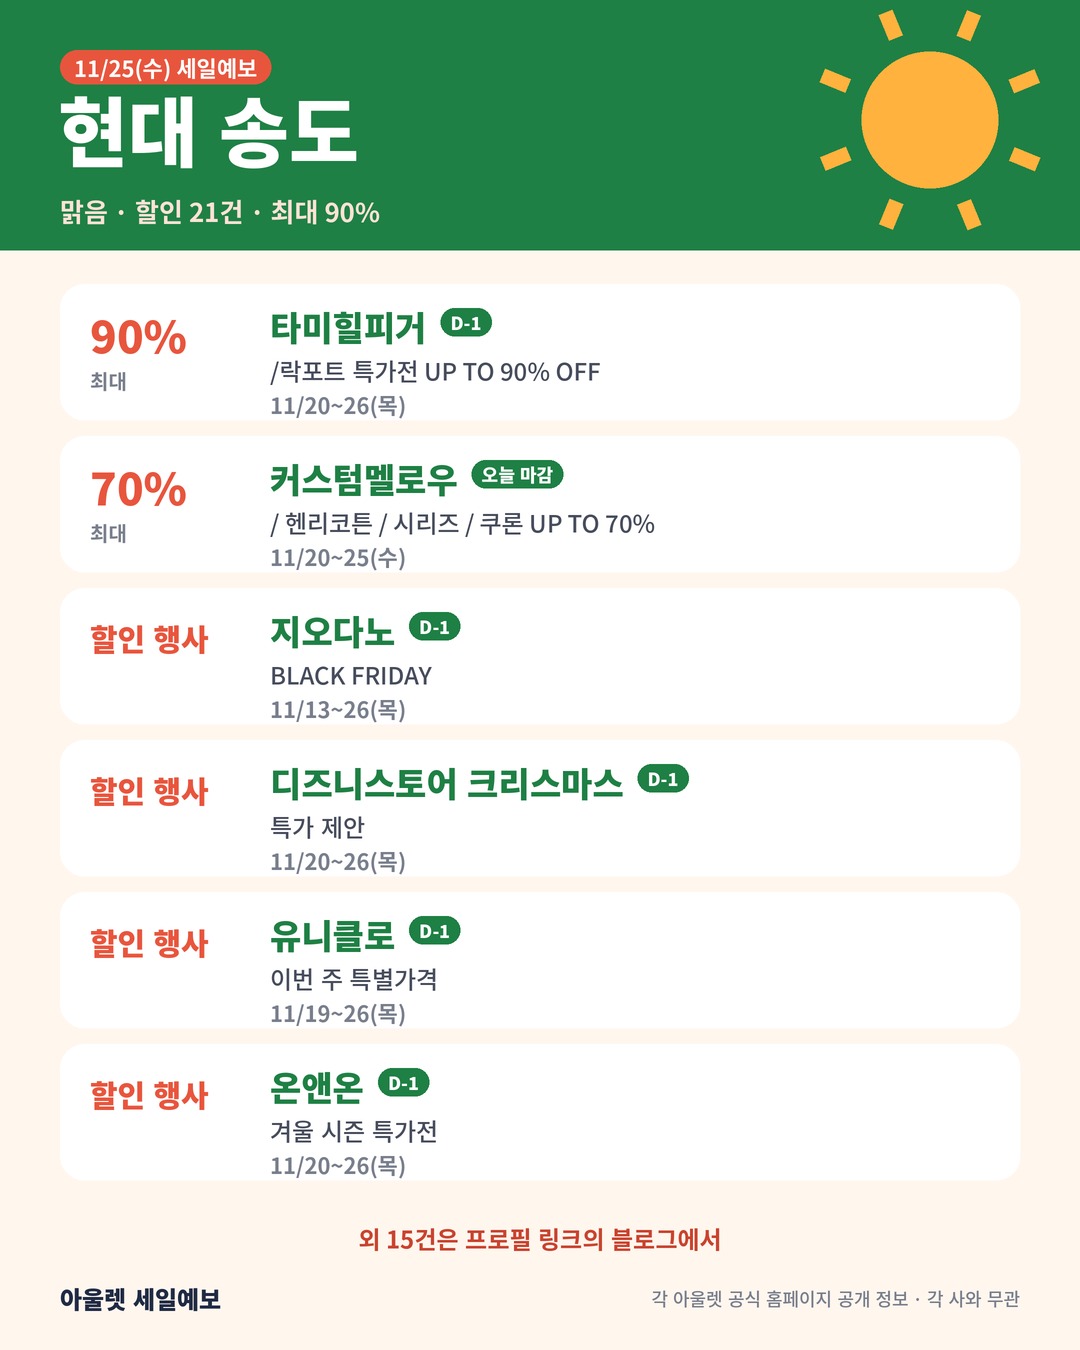 11/25(수) 세일예보
현대 송도
맑음 · 할인 21건 · 최대 90%
90%
최대
타미힐피거 D-1
/락포트 특가전 UP TO 90% OFF
11/20~26(목)
70%
최대
커스텀멜로우 오늘 마감
/ 헨리코튼 / 시리즈 / 쿠론 UP TO 70%
11/20~25(수)
할인 행사
지오다노 D-1
BLACK FRIDAY
11/13~26(목)
할인 행사
디즈니스토어 크리스마스 D-1
특가 제안
11/20~26(목)
할인 행사
유니클로 D-1
이번 주 특별가격
11/19~26(목)
할인 행사
온앤온 D-1
겨울 시즌 특가전
11/20~26(목)
외 15건은 프로필 링크의 블로그에서
아울렛 세일예보
각 아울렛 공식 홈페이지 공개 정보 · 각 사와 무관